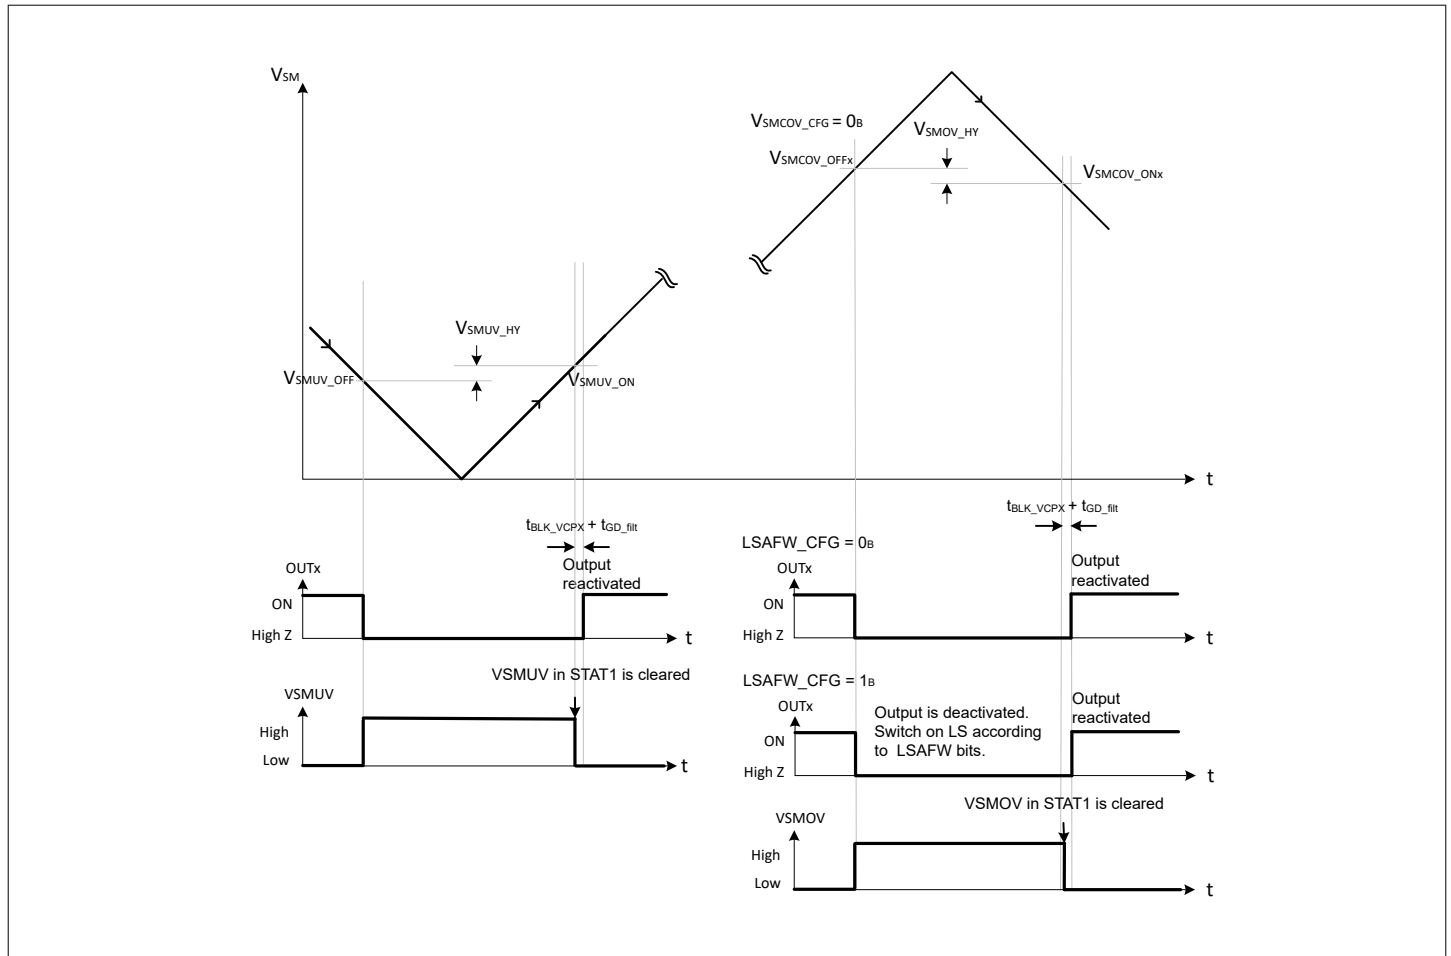 VSM
VSMCOV_CFG = 0B
VSMOV_HY
VSMCOV_OFFx
VSMCOV_ONx
VSMUV_HY
VSMUV_OFF
VSMUV_ON
t
tBLK_VCPX + tGD_filt
Output
reactivated
OUTx
ON
High Z
t
VSMUV in STAT1 is cleared
VSMUV
High
Low
t
tBLK_VCPX + tGD_filt
LSAFW_CFG = 0B
OUTx
Output
reactivated
ON
High Z
t
LSAFW_CFG = 1B
OUTx
Output is deactivated.
Switch on LS according
to LSAFW bits.
Output
reactivated
ON
High Z
t
VSMOV in STAT1 is cleared
VSMOV
High
Low
t